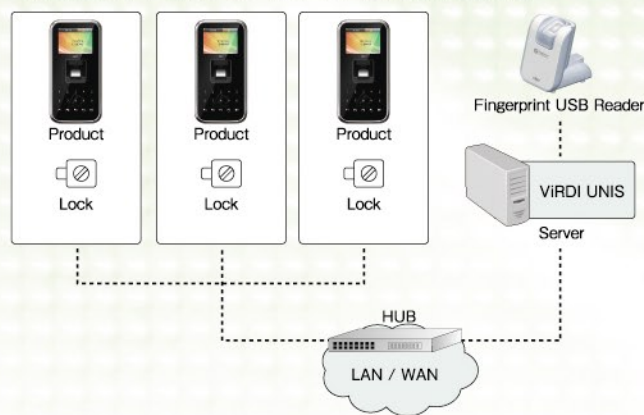 Product
Lock
Product
Lock
Product
Lock
Fingerprint USB Reader
ViRDI UNIS
Server
HUB
LAN / WAN